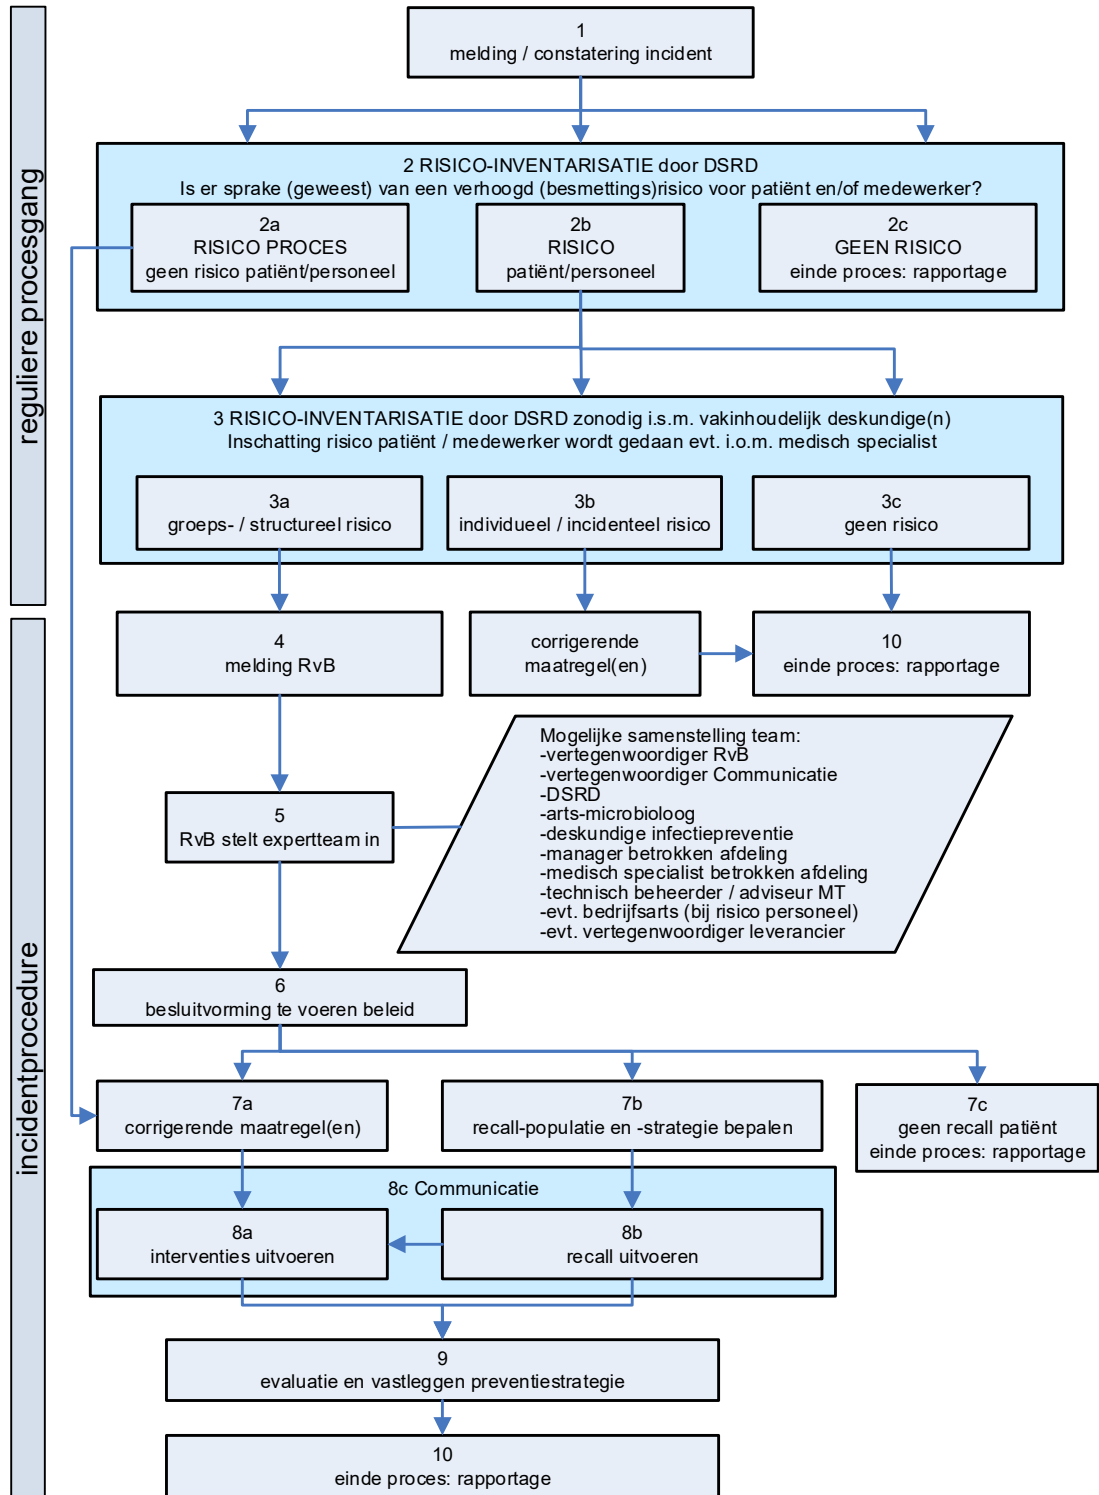 reguliere procesgang
1
melding / constatering incident
2 RISICO-INVENTARISATIE door DSRD
Is er sprake (geweest) van een verhoogd (besmettings)risico voor patiënt en/of medewerker?
2a
RISICO PROCES
geen risico patiënt/personeel
2b
RISICO
patiënt/personeel
2c
GEEN RISICO
einde proces: rapportage
3 RISICO-INVENTARISATIE door DSRD zonodig i.s.m. vakinhoudelijk deskundige(n)
Inschatting risico patiënt / medewerker wordt gedaan evt. i.o.m. medisch specialist
3a
groeps- / structureel risico
3b
individueel / incidenteel risico
3c
geen risico
incidentprocedure
4
melding RvB
corrigerende
maatregel(en)
10
einde proces: rapportage
5
RvB stelt expertteam in
Mogelijke samenstelling team:
-vertegenwoordiger RvB
-vertegenwoordiger Communicatie
-DSRD
-arts-microbioloog
-deskundige infectiepreventie
-manager betrokken afdeling
-medisch specialist betrokken afdeling
-technisch beheerder / adviseur MT
-evt. bedrijfsarts (bij risico personeel)
-evt. vertegenwoordiger leverancier
6
besluitvorming te voeren beleid
7a
corrigerende maatregel(en)
7b
recall-populatie en -strategie bepalen
7c
geen recall patiënt
einde proces: rapportage
8c Communicatie
8a
interventies uitvoeren
8b
recall uitvoeren
9
evaluatie en vastleggen preventiestrategie
10
einde proces: rapportage